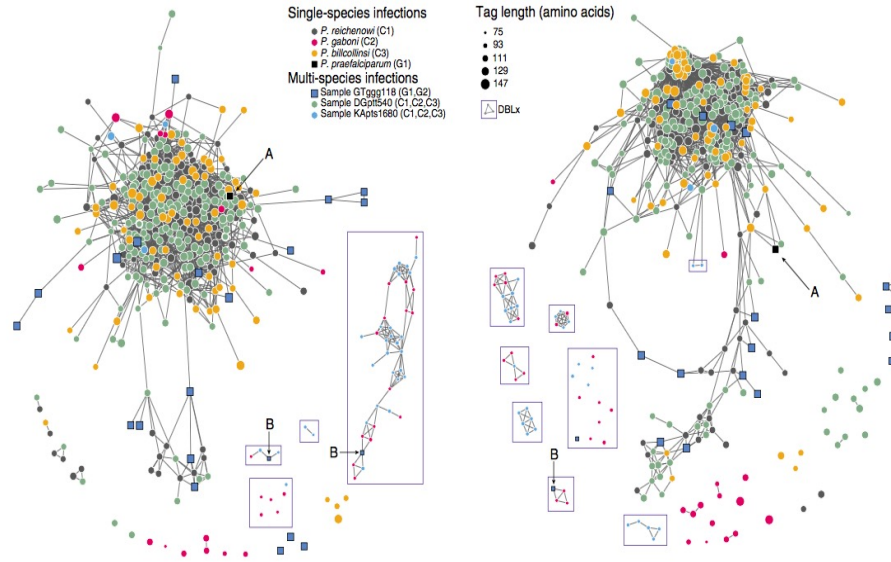 Single-species infections
P. reichenowi (C1)
P. gaboni (C2)
P. billcollinsi (C3)
P. praefalciparum (G1)
Multi-species infections
Sample GTggg118 (G1,G2)
Sample DGptt540 (C1,C2,C3)
Sample KApts1680 (C1,C2,C3)
Tag length (amino acids)
75
93
111
129
147
DBLx
A
B
B
A
B